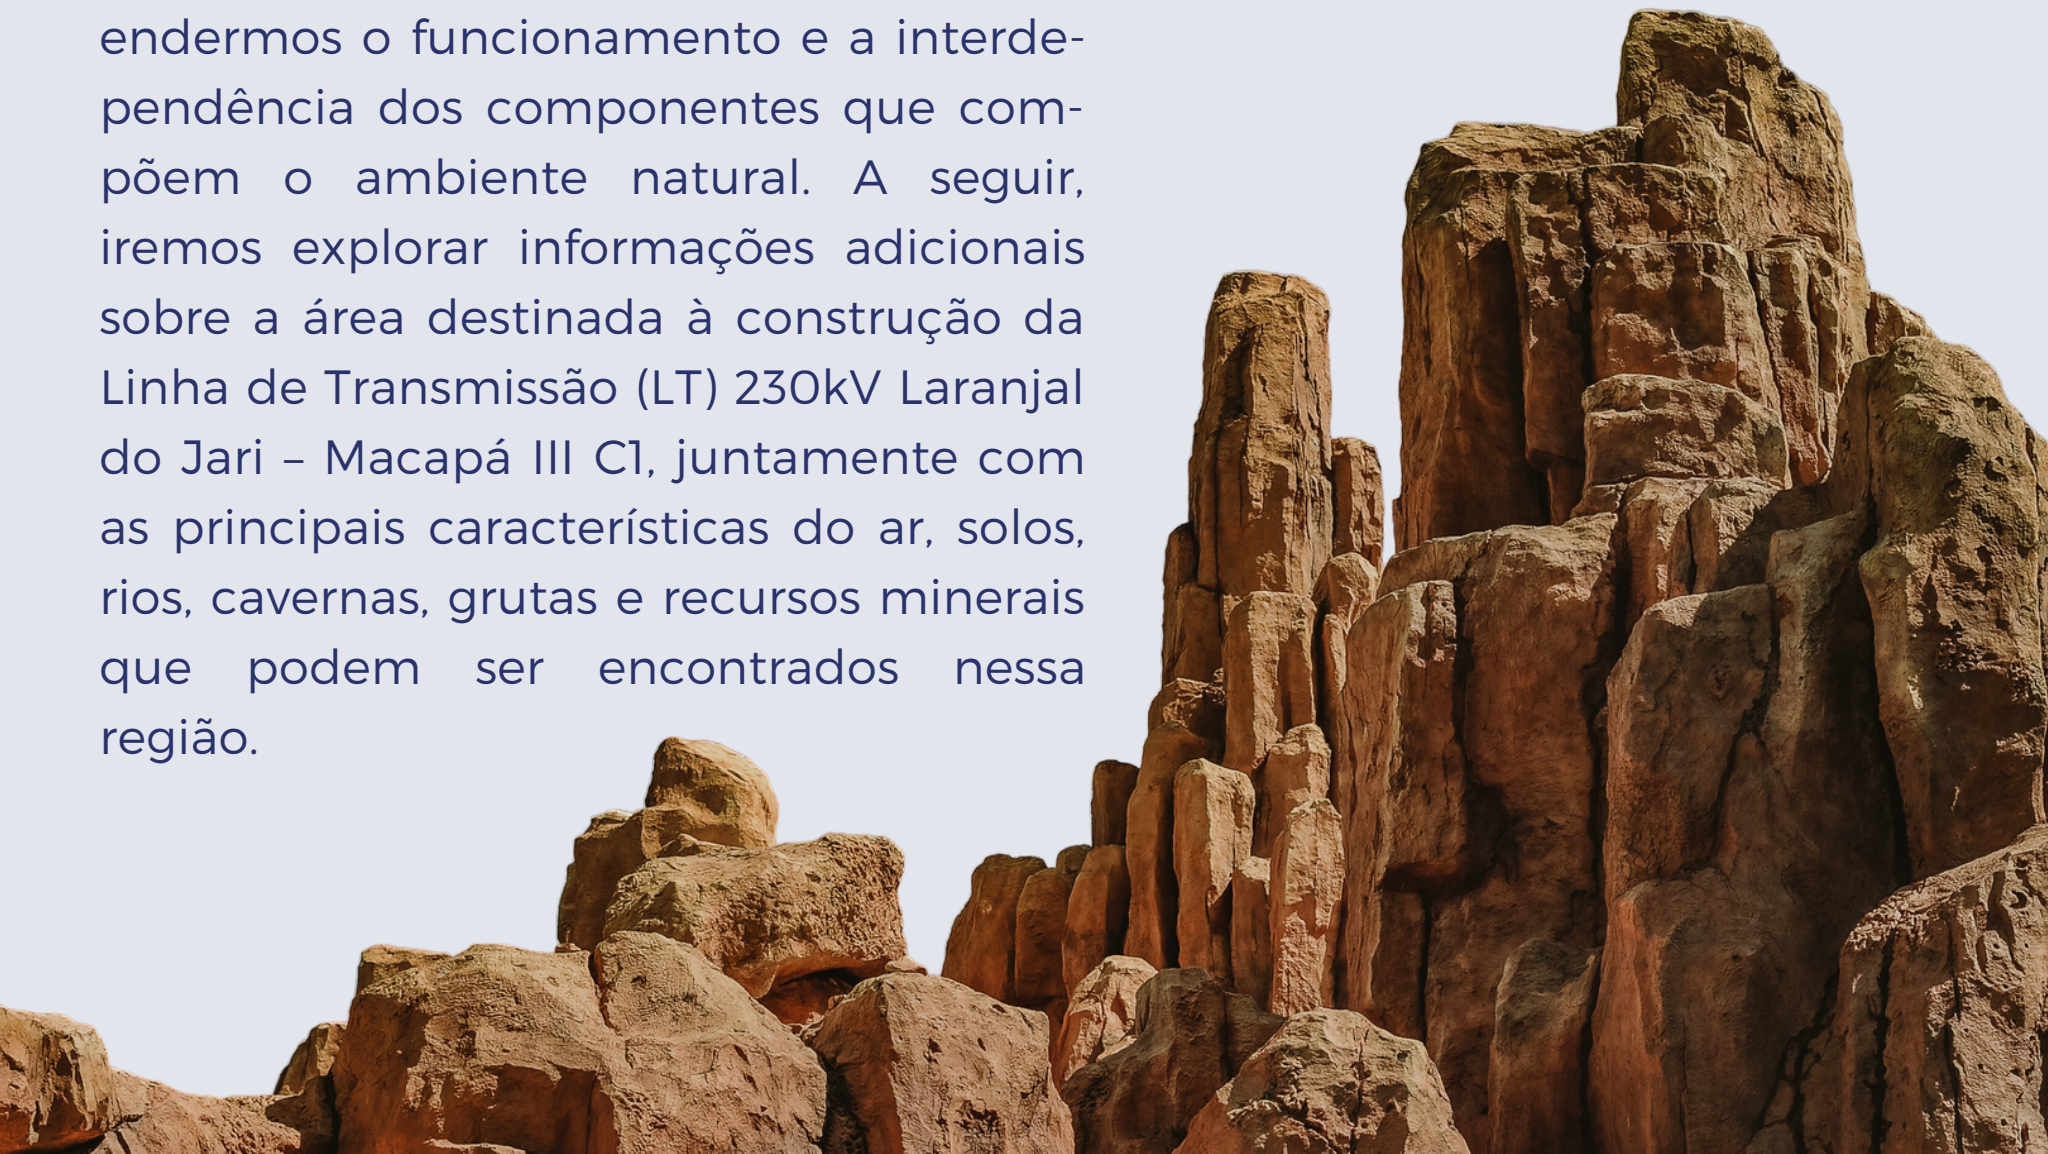 endermos o funcionamento e a interde-
pendência dos componentes que com-
põem o ambiente natural. A seguir,
iremos explorar informações adicionais
sobre a área destinada à construção da
Linha de Transmissão (LT) 230kV Laranjal
do Jari – Macapá III C1, juntamente com
as principais características do ar, solos,
rios, cavernas, grutas e recursos minerais
que podem ser encontrados nessa
região.